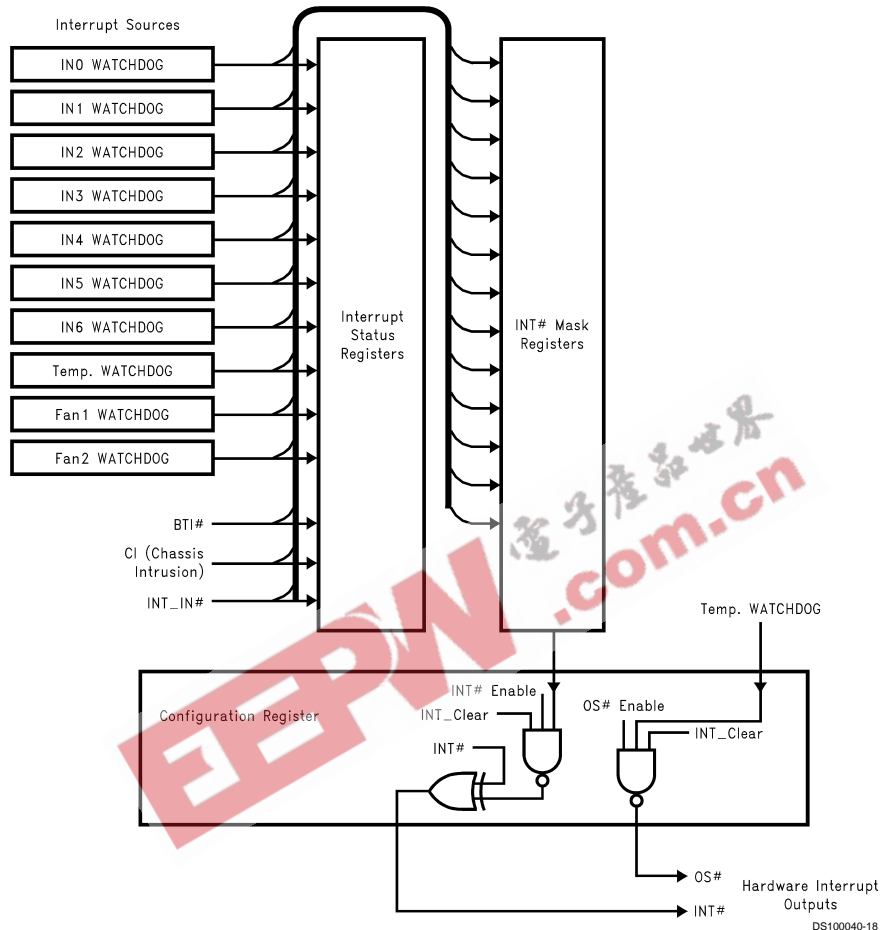 Interrupt Sources
IN0 WATCHDOG
IN1 WATCHDOG
IN2 WATCHDOG
IN3 WATCHDOG
IN4 WATCHDOG
IN5 WATCHDOG
IN6 WATCHDOG
Temp. WATCHDOG
Fan1 WATCHDOG
Fan2 WATCHDOG
BTI#
CI (Chassis
Intrusion)
INT_IN#
Interrupt
Status
Registers
INT# Mask
Registers
電子產品世界
EEPW.com.cn
Temp. WATCHDOG
Configuration Register
INT# Enable
INT_Clear
INT#
OS# Enable
INT_Clear
OS#
INT#
Hardware Interrupt
Outputs
DS100040-18